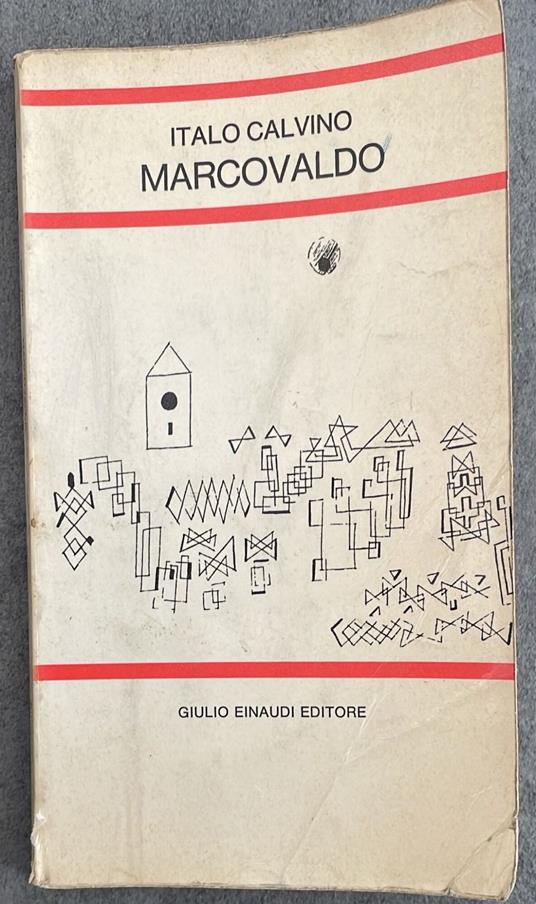 ITALO CALVINO
MARCOVALDO
GIULIO EINAUDI EDITORE